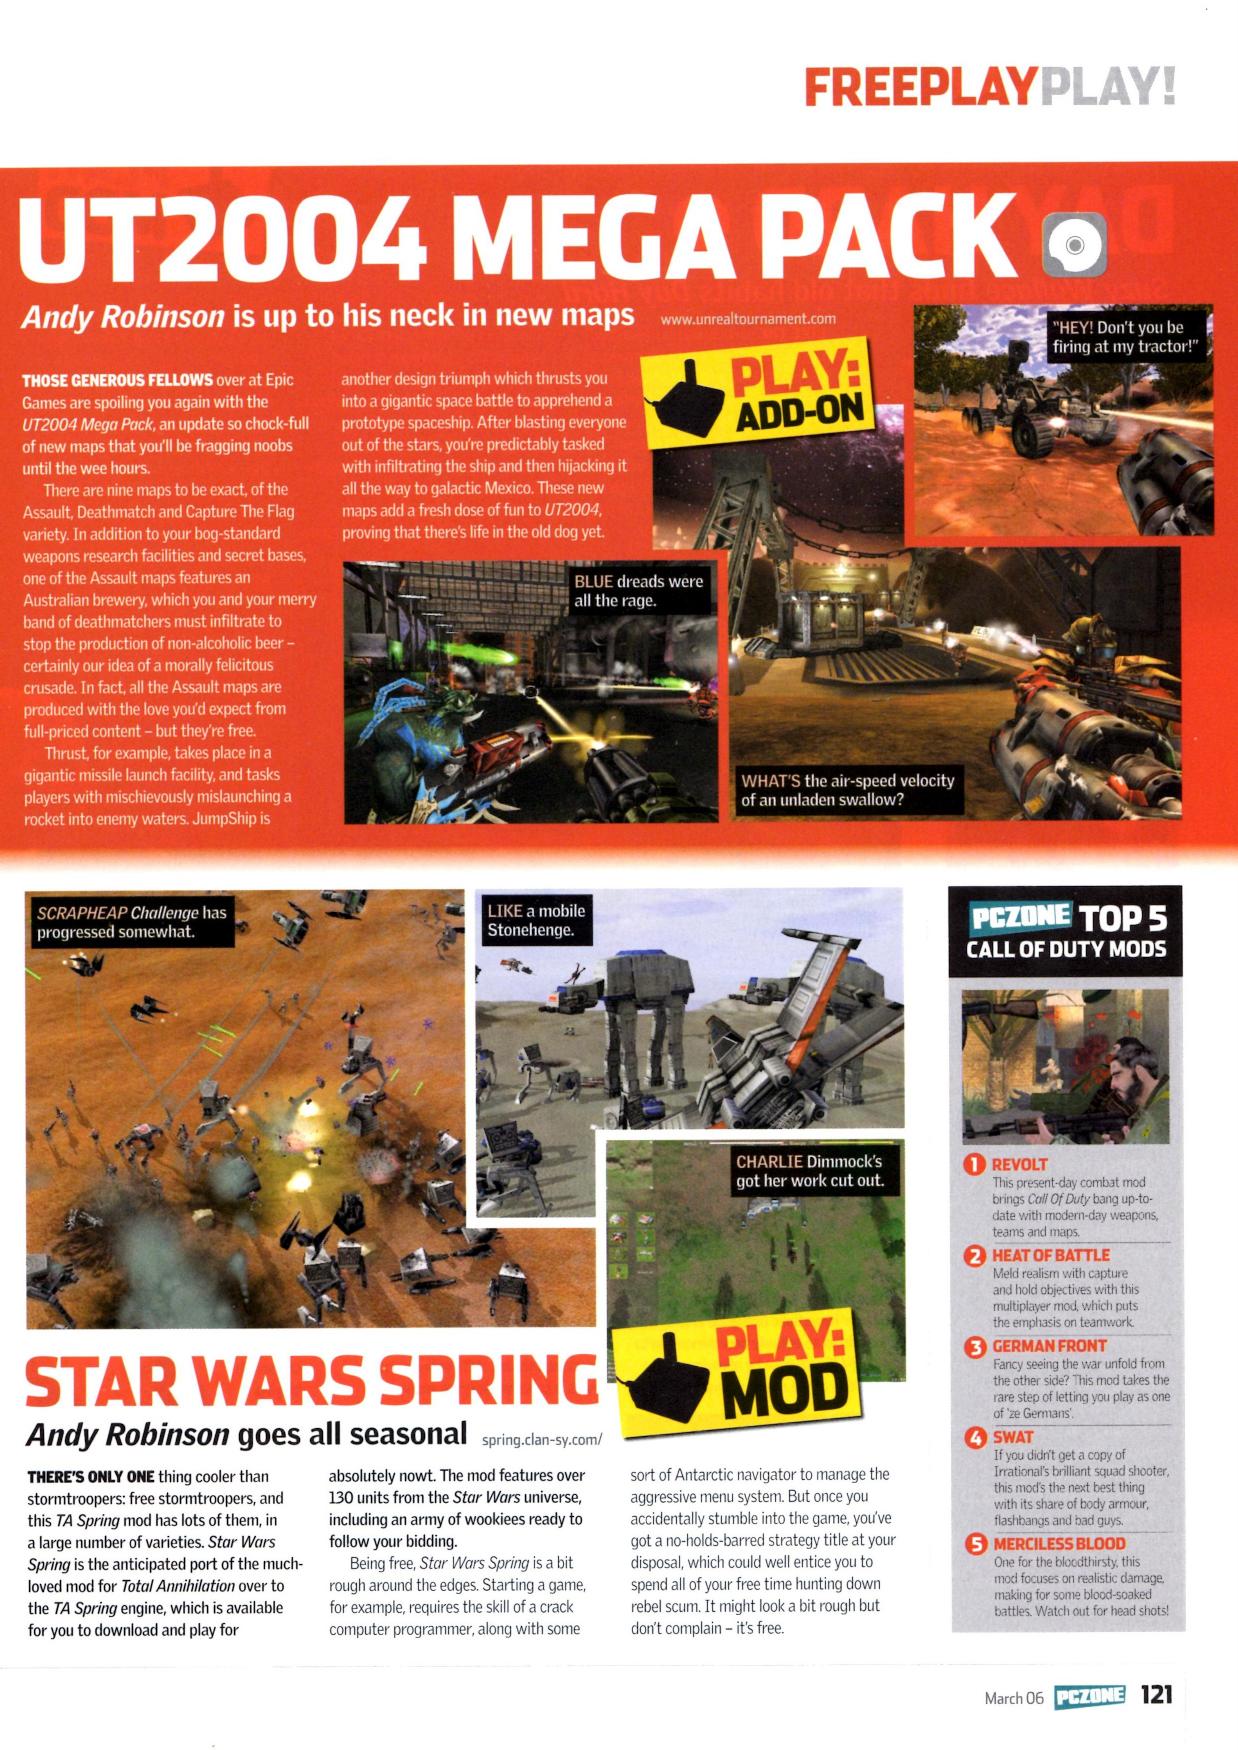 FREEPLAYPLAY!
UT2004 MEGA PACK
Andy Robinson is up to his neck in new maps
www.unrealtournament.com
THOSE GENEROUS FELLOWS over at Epic
Games are spoiling you again with the
UT2004 Mega Pack, an update so chock-full
of new maps that you'll be fragging noobs
until the wee hours.
There are nine maps to be exact, of the
Assault, Deathmatch and Capture The Flag
variety. In addition to your bog-standard
weapons research facilities and secret bases,
one of the Assault maps features an
Australian brewery, which you and your merry
band of deathmatchers must infiltrate to
stop the production of non-alcoholic beer –
certainly our idea of a morally felicitous
crusade. In fact, all the Assault maps are
produced with the love you'd expect from
full-priced content – but they're free.
Thrust, for example, takes place in a
gigantic missile launch facility, and tasks
players with mischievously mislaunching a
rocket into enemy waters. JumpShip is
another design triumph which thrusts you
into a gigantic space battle to apprehend a
prototype spaceship. After blasting everyone
out of the stars, you're predictably tasked
with infiltrating the ship and then hijacking it
all the way to galactic Mexico. These new
maps add a fresh dose of fun to UT2004,
proving that there's life in the old dog yet.
PLAY:
ADD-ON
"HEY! Don't you be
firing at my tractor!"
BLUE dreads were
all the rage.
WHAT'S the air-speed velocity
of an unladen swallow?
SCRAPHEAP Challenge has
progressed somewhat.
LIKE a mobile
Stonehenge.
CHARLIE Dimmock's
got her work cut out.
PLAY:
MOD
STAR WARS SPRING
Andy Robinson goes all seasonal
spring.clan-sy.com/
THERE'S ONLY ONE thing cooler than
stormtroopers: free stormtroopers, and
this TA Spring mod has lots of them, in
a large number of varieties. Star Wars
Spring is the anticipated port of the much-
loved mod for Total Annihilation over to
the TA Spring engine, which is available
for you to download and play for
absolutely nowt. The mod features over
130 units from the Star Wars universe,
including an army of wookiees ready to
follow your bidding.
Being free, Star Wars Spring is a bit
rough around the edges. Starting a game,
for example, requires the skill of a crack
computer programmer, along with some
sort of Antarctic navigator to manage the
aggressive menu system. But once you
accidentally stumble into the game, you've
got a no-holds-barred strategy title at your
disposal, which could well entice you to
spend all of your free time hunting down
rebel scum. It might look a bit rough but
don't complain – it's free.
PCZONE TOP 5
CALL OF DUTY MODS
1 REVOLT
This present-day combat mod
brings Call Of Duty bang up-to-
date with modern-day weapons,
teams and maps.
2 HEAT OF BATTLE
Meld realism with capture
and hold objectives with this
multiplayer mod, which puts
the emphasis on teamwork.
3 GERMAN FRONT
Fancy seeing the war unfold from
the other side? This mod takes the
rare step of letting you play as one
of 'ze Germans'.
4 SWAT
If you didn't get a copy of
Irrational's brilliant squad shooter,
this mod's the next best thing
with its share of body armour,
flashbangs and bad guys.
5 MERCILESS BLOOD
One for the bloodthirsty, this
mod focuses on realistic damage,
making for some blood-soaked
battles. Watch out for head shots!
March 06 PCZONE 121